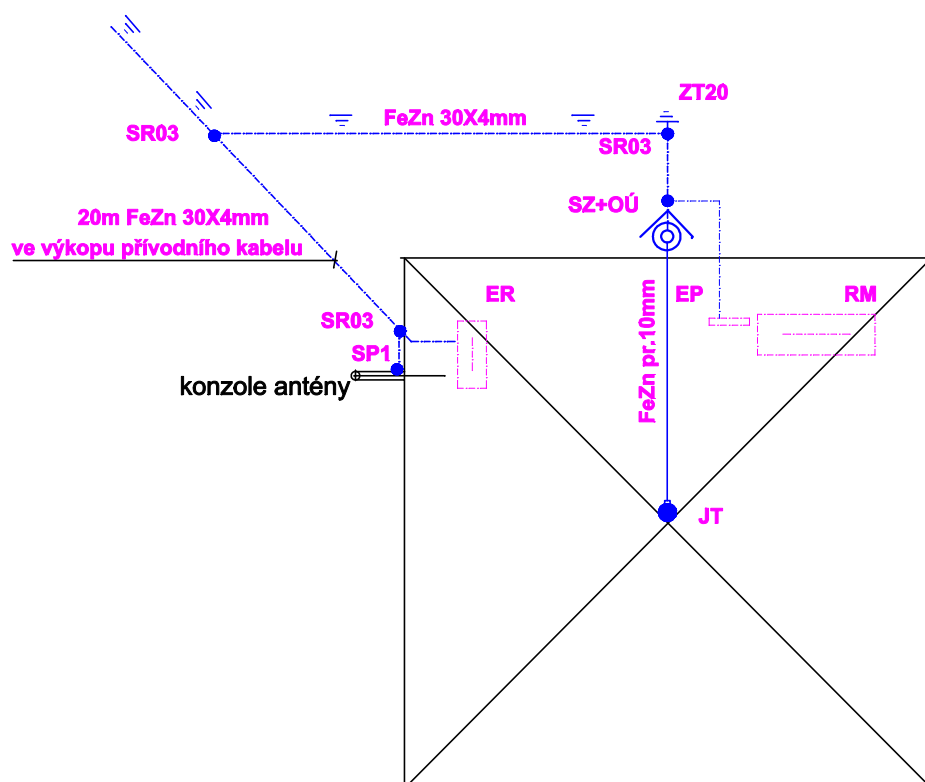 ZT20
FeZn 30X4mm
SR03
SR03
SZ+OÚ
20m FeZn 30X4mm
ve výkopu přívodního kabelu
ER
EP
RM
SR03
SP1
konzole antény
FeZn pr.10mm
JT